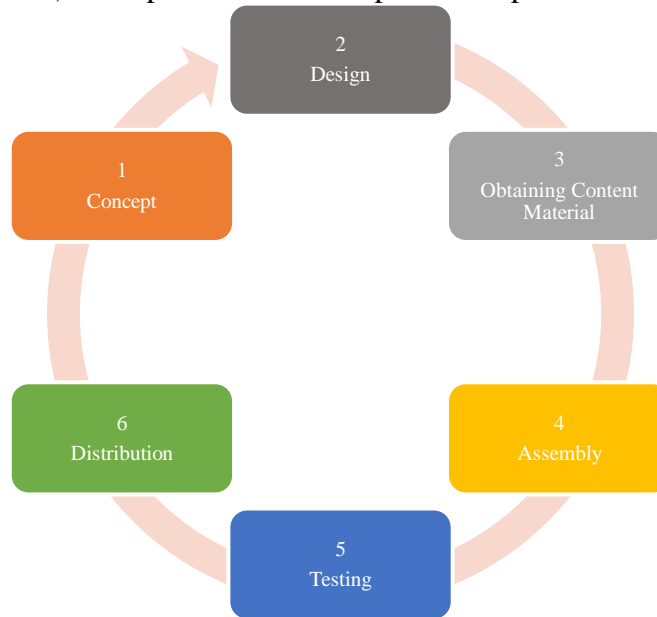 2
Design
1
Concept
3
Obtaining Content
Material
6
Distribution
4
Assembly
5
Testing